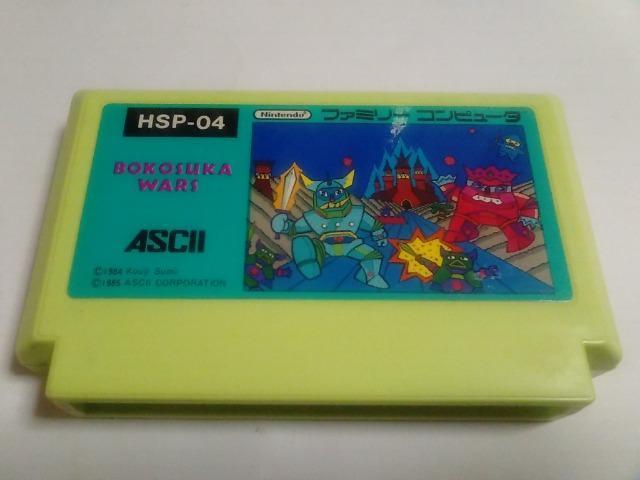 HSP-04
Nintendo
ファミリーコンピュータ
BOKOSUKA
WARS
ASCII
©1984 Kouji Sumii
©1985 ASCII CORPORATION